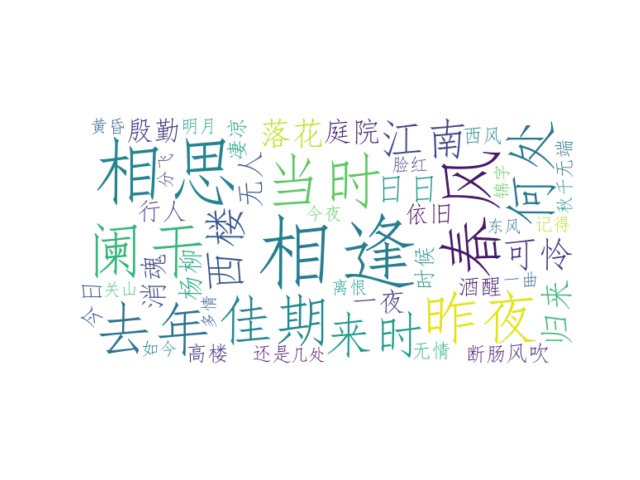 黄昏
殷勤
明月
凄凉
落花
庭院
江南
西风
何处
相思
分飞
无人
当时
脸红
日日
春风
锦字
无端
秋千
行人
今夜
依旧
东风
记得
阑干
西楼
相逢
时候
可怜
关山
消魂
杨柳
离恨
一夜
酒醒
一曲
今日
去年
多情
佳期
来时
昨夜
归来
如今
高楼
还是
几处
无情
断肠
风吹